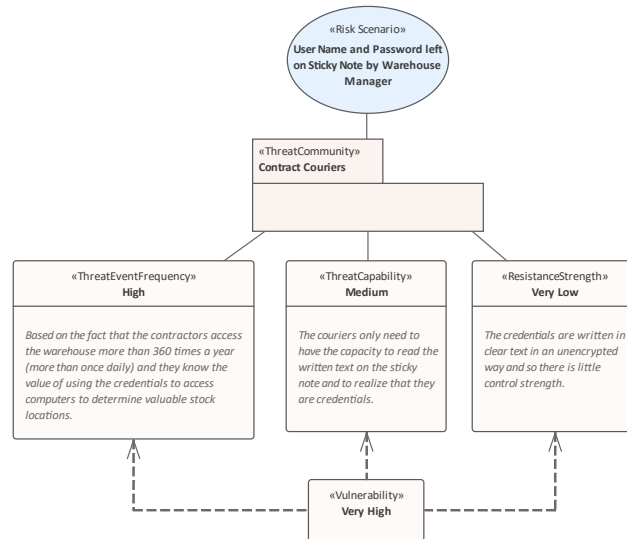 «Risk Scenario»
User Name and Password left
on Sticky Note by Warehouse
Manager
«ThreatCommunity»
Contract Couriers
«ThreatEventFrequency»
High
Based on the fact that the contractors access
the warehouse more than 360 times a year
(more than once daily) and they know the
value of using the credentials to access
computers to determine valuable stock
locations.
«ThreatCapability»
Medium
The couriers only need to
have the capacity to read the
written text on the sticky
note and to realize that they
are credentials.
«ResistanceStrength»
Very Low
The credentials are written in
clear text in an unencrypted
way and so there is little
control strength.
«Vulnerability»
Very High